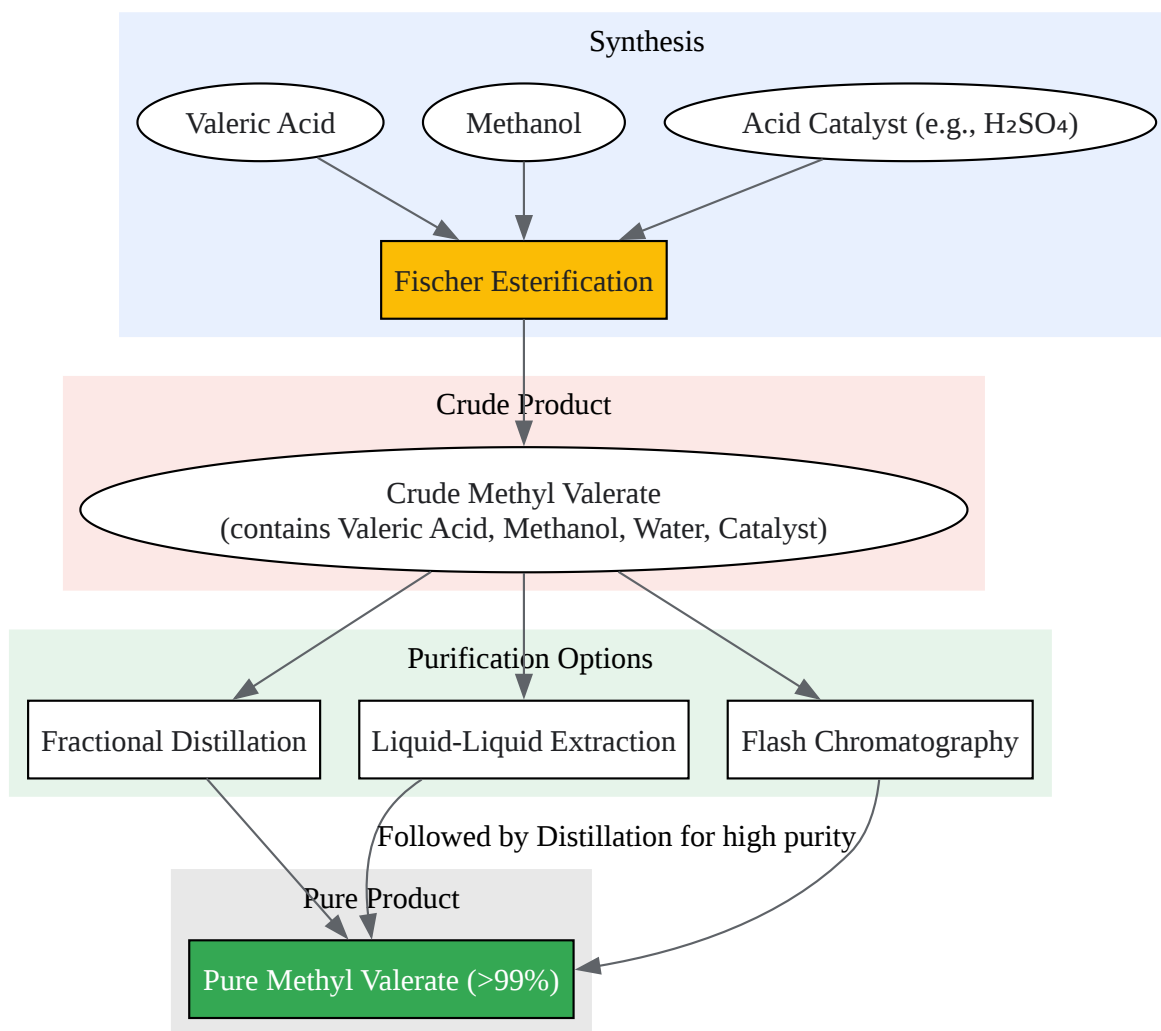 Synthesis
Valeric Acid
Methanol
Acid Catalyst (e.g., H₂SO₄)
Fischer Esterification
Crude Product
Crude Methyl Valerate
(contains Valeric Acid, Methanol, Water, Catalyst)
Purification Options
Fractional Distillation
Liquid-Liquid Extraction
Flash Chromatography
Followed by Distillation for high purity
Pure Product
Pure Methyl Valerate (>99%)